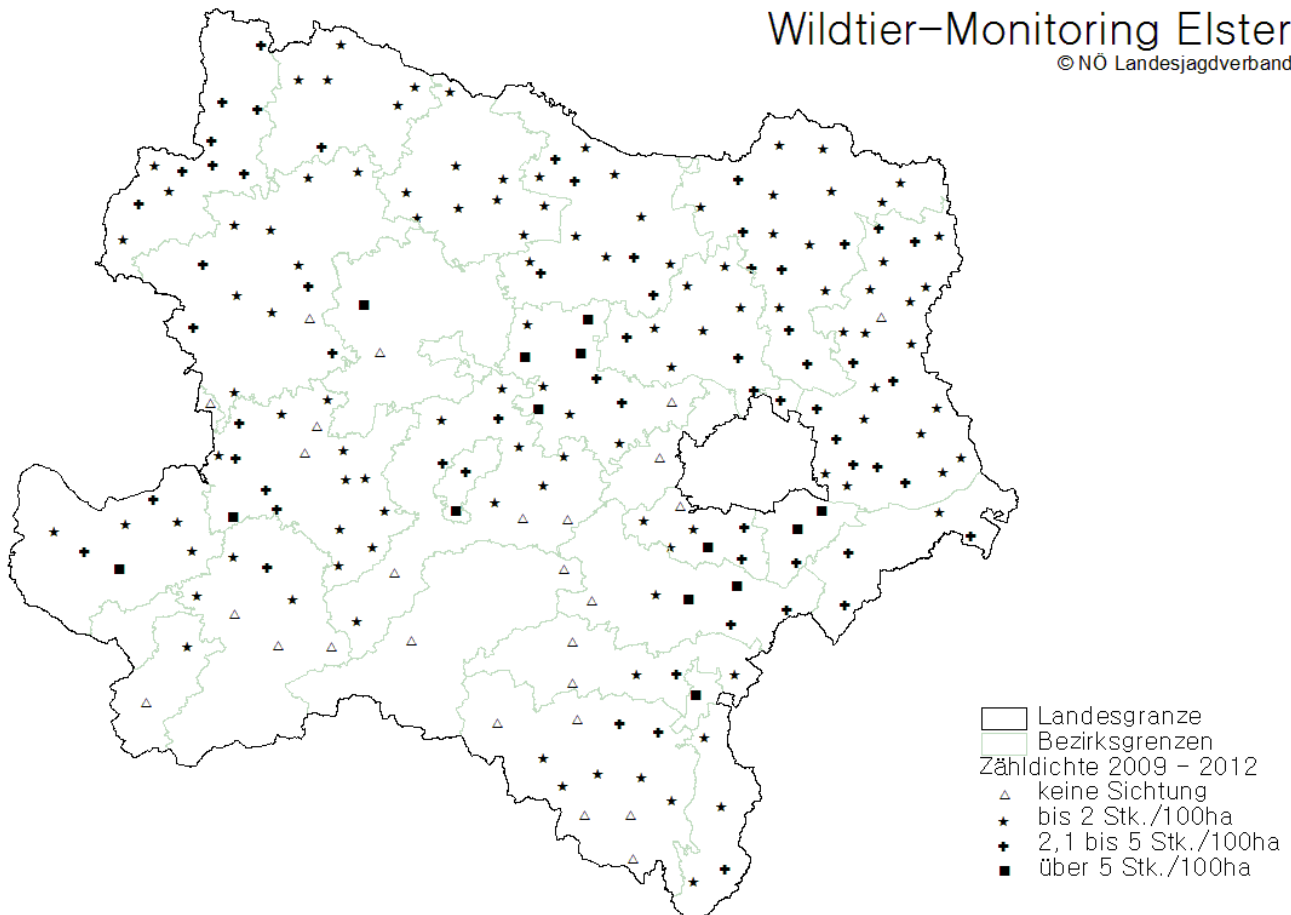 Wildtier-Monitoring Elster
© NÖ Landesjagdverband
Landesgranze
Bezirksgrenzen
Zähldichte 2009 - 2012
keine Sichtung
bis 2 Stk./100ha
2,1 bis 5 Stk./100ha
über 5 Stk./100ha